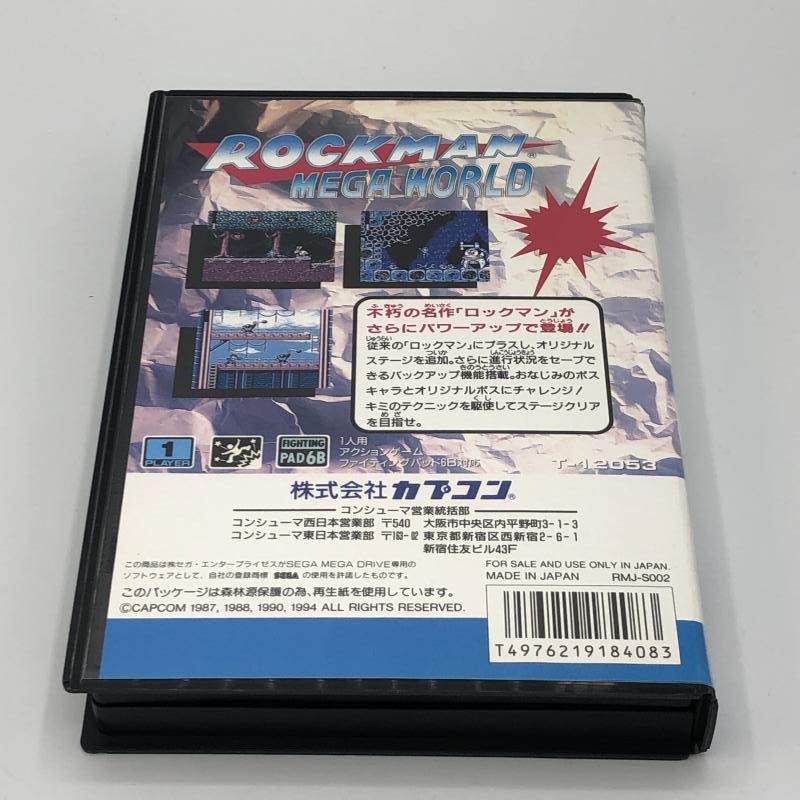 ROCKMAN®
MEGA WORLD
不朽の名作「ロックマン」が
さらにパワーアップで登場!!
従来の「ロックマン」にプラスし、オリジナル
ステージを追加。さらに進行状況をセーブで
きるバックアップ機能搭載。おなじみのボス
キャラとオリジナルボスにチャレンジ!
キミのテクニックを駆使してステージクリア
を目指せ。
1
PLAYER
FIGHTING
PAD 6B
1人用
アクションゲーム
ファイティングパッド6B対応
T-12053
株式会社カプコン®
コンシューマ営業統括部
コンシューマ西日本営業部 〒540 大阪市中央区内平野町3-1-3
コンシューマ東日本営業部 〒163-02 東京都新宿区西新宿2-6-1
新宿住友ビル43F
この商品は㈱セガ・エンタープライゼスがSEGA MEGA DRIVE専用の
ソフトウェアとして、自社の登録商標 SEGA の使用を許諾したものです。
FOR SALE AND USE ONLY IN JAPAN.
MADE IN JAPAN RMJ-S002
このパッケージは森林源保護の為、再生紙を使用しています。
©CAPCOM 1987, 1988, 1990, 1994 ALL RIGHTS RESERVED.
T4976219184083